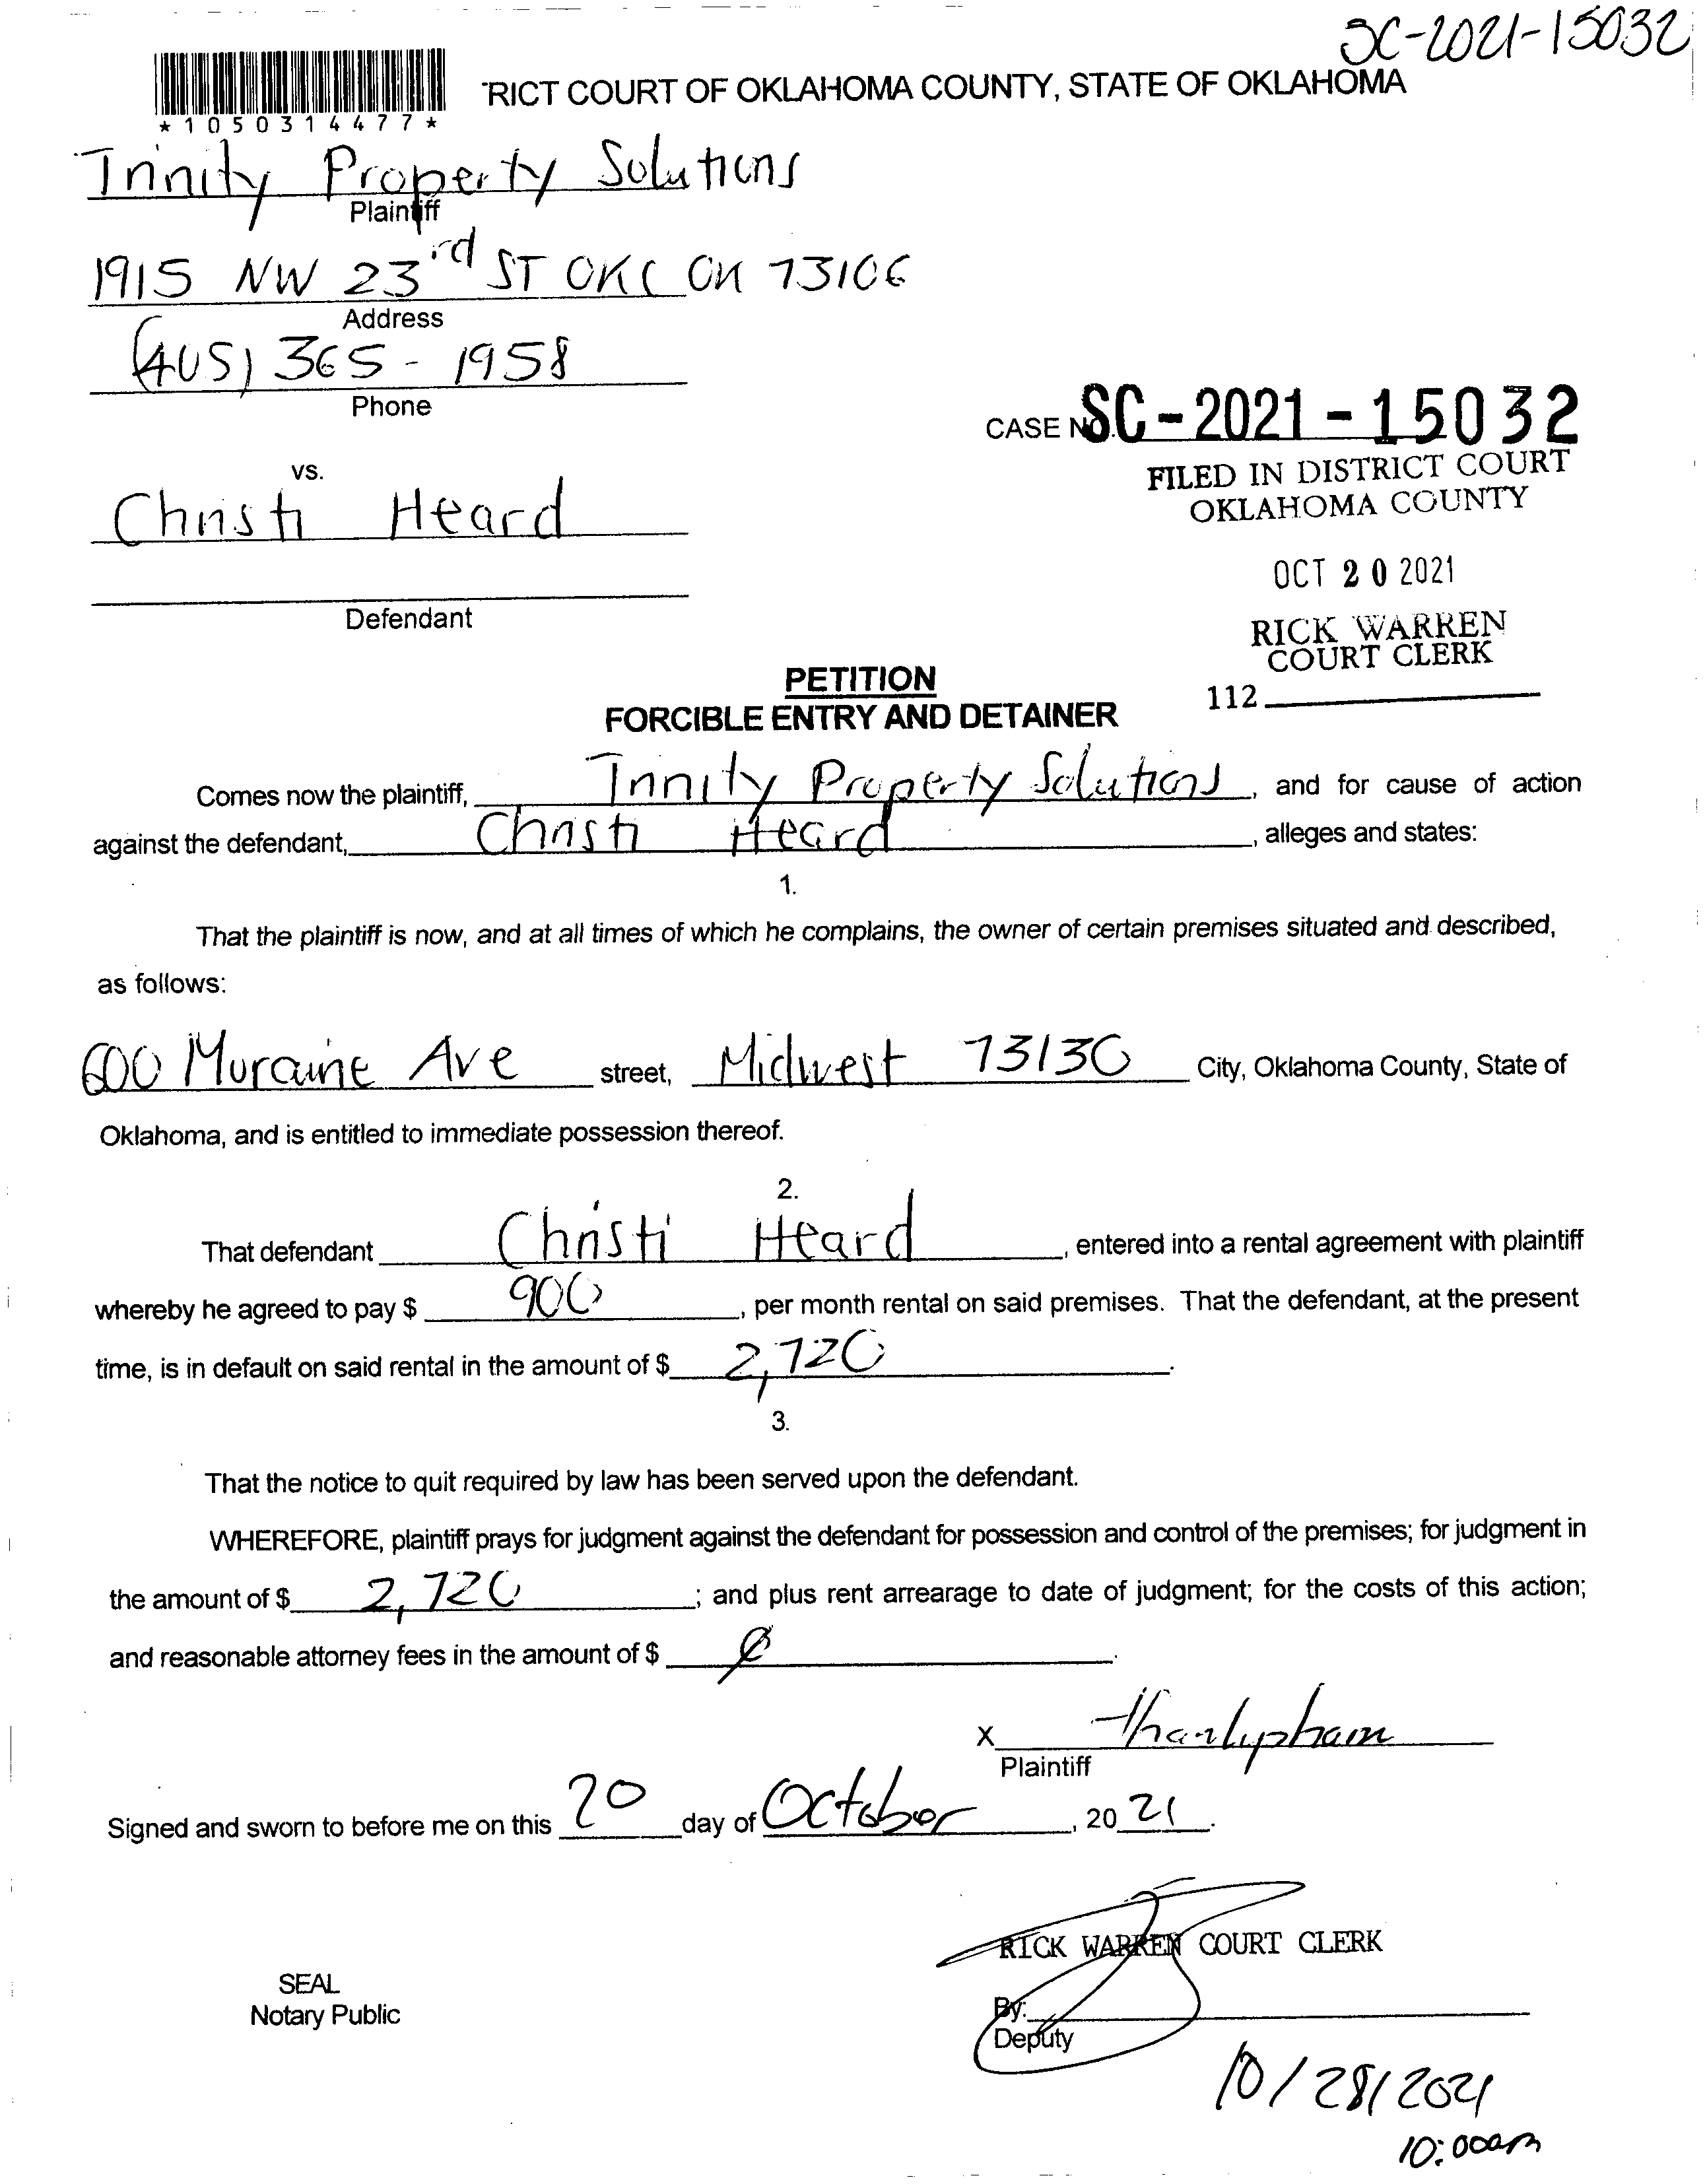 SC-2021-15032
RICT COURT OF OKLAHOMA COUNTY, STATE OF OKLAHOMA
*1050314477*
Trinity Property Solutions
Plaintiff
1915 NW 23rd ST OKC OK 73106
Address
(405) 365-1958
Phone
CASE NO. SC-2021-15032
FILED IN DISTRICT COURT
OKLAHOMA COUNTY
vs.
Christi Heard
OCT 20 2021
Defendant
RICK WARREN
COURT CLERK
112
PETITION
FORCIBLE ENTRY AND DETAINER
Comes now the plaintiff, Trinity Property Solutions, and for cause of action
against the defendant, Christi Heard, alleges and states:
1.
That the plaintiff is now, and at all times of which he complains, the owner of certain premises situated and described,
as follows:
600 Moraine Ave street, Midwest 73130 City, Oklahoma County, State of
Oklahoma, and is entitled to immediate possession thereof.
2.
That defendant Christi Heard, entered into a rental agreement with plaintiff
whereby he agreed to pay $ 900, per month rental on said premises. That the defendant, at the present
time, is in default on said rental in the amount of $ 2,720.
3.
That the notice to quit required by law has been served upon the defendant.
WHEREFORE, plaintiff prays for judgment against the defendant for possession and control of the premises; for judgment in
the amount of $ 2,720; and plus rent arrearage to date of judgment; for the costs of this action;
and reasonable attorney fees in the amount of $ Ø.
X
Plaintiff
Signed and sworn to before me on this 20 day of October, 2021.
RICK WARREN COURT CLERK
SEAL
Notary Public
By:
Deputy
10/28/2021
10:00am